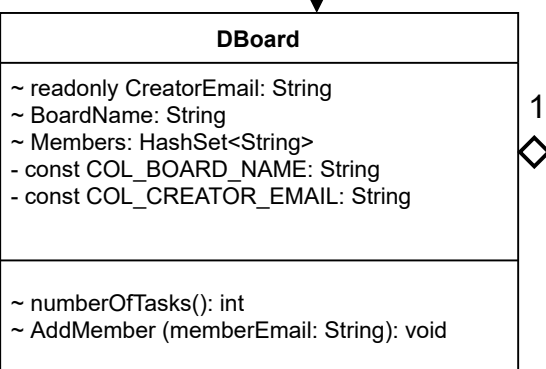 DBoard
~ readonly CreatorEmail: String
~ BoardName: String
~ Members: HashSet<String>
- const COL_BOARD_NAME: String
- const COL_CREATOR_EMAIL: String
1
~ numberOfTasks(): int
~ AddMember (memberEmail: String): void